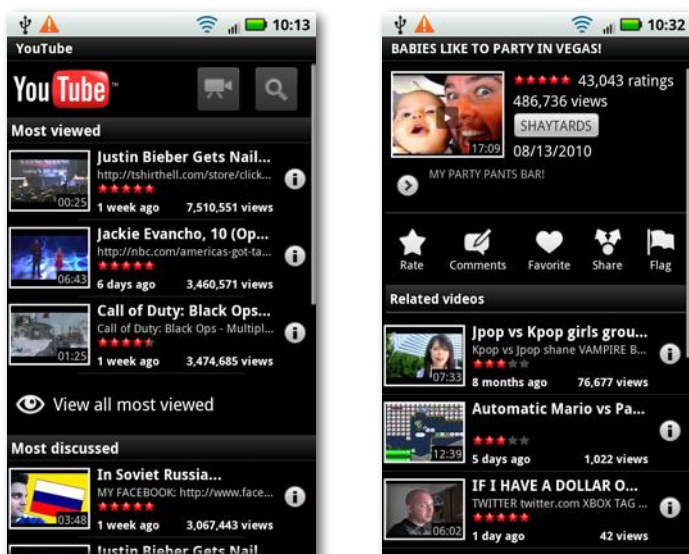 10:13
YouTube
You Tube™
Most viewed
Justin Bieber Gets Nail...
http://tshirthell.com/store/click...
00:25
1 week ago 7,510,551 views
Jackie Evancho, 10 (Op...
http://nbc.com/americas-got-ta...
06:43
6 days ago 3,460,571 views
Call of Duty: Black Ops...
Call of Duty: Black Ops - Multipl...
01:25
1 week ago 3,474,685 views
View all most viewed
Most discussed
In Soviet Russia...
MY FACEBOOK: http://www.face...
03:48
1 week ago 3,067,443 views
Justin Bieber Gets Nail...
10:32
BABIES LIKE TO PARTY IN VEGAS!
43,043 ratings
486,736 views
SHAYTARDS
17:09
08/13/2010
MY PARTY PANTS BAR!
Rate Comments Favorite Share Flag
Related videos
Jpop vs Kpop girls grou...
Kpop vs Jpop shane VAMPIRE B...
07:33
8 months ago 76,677 views
Automatic Mario vs Pa...
12:39
5 days ago 1,022 views
IF I HAVE A DOLLAR O...
TWITTER twitter.com XBOX TAG ...
06:02
1 day ago 42 views